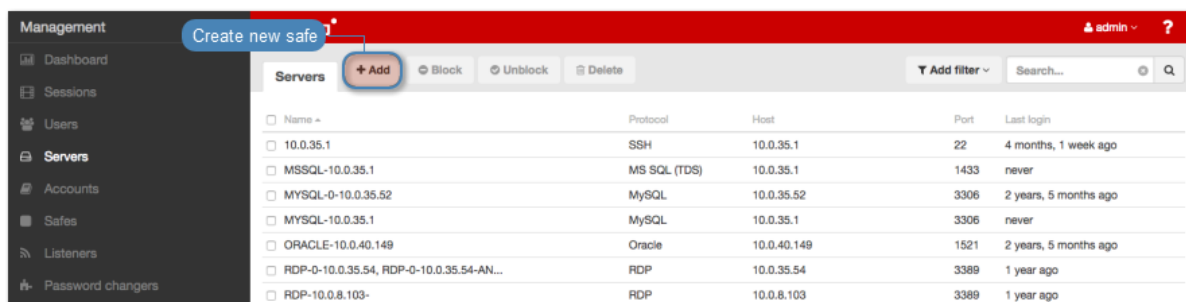 Management
Create new safe
admin
?
Dashboard
Servers
+ Add
Block
Unblock
Delete
Add filter
Search...
Sessions
Users
Servers
Accounts
Safes
Listeners
Password changers
Name Protocol Host Port Last login
10.0.35.1 SSH 10.0.35.1 22 4 months, 1 week ago
MSSQL-10.0.35.1 MS SQL (TDS) 10.0.35.1 1433 never
MYSQL-0-10.0.35.52 MySQL 10.0.35.52 3306 2 years, 5 months ago
MYSQL-10.0.35.1 MySQL 10.0.35.1 3306 never
ORACLE-10.0.40.149 Oracle 10.0.40.149 1521 2 years, 5 months ago
RDP-0-10.0.35.54, RDP-0-10.0.35.54-AN... RDP 10.0.35.54 3389 1 year ago
RDP-10.0.8.103- RDP 10.0.8.103 3389 1 year ago